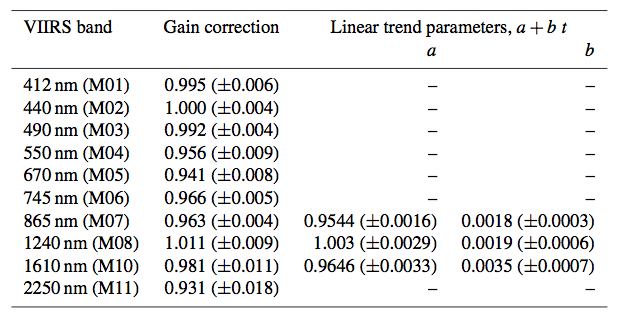 VIIRS band Gain correction Linear trend parameters, a + b t
a b
412 nm (M01) 0.995 (±0.006) – –
440 nm (M02) 1.000 (±0.004) – –
490 nm (M03) 0.992 (±0.004) – –
550 nm (M04) 0.956 (±0.009) – –
670 nm (M05) 0.941 (±0.008) – –
745 nm (M06) 0.966 (±0.005) – –
865 nm (M07) 0.963 (±0.004) 0.9544 (±0.0016) 0.0018 (±0.0003)
1240 nm (M08) 1.011 (±0.009) 1.003 (±0.0029) 0.0019 (±0.0006)
1610 nm (M10) 0.981 (±0.011) 0.9646 (±0.0033) 0.0035 (±0.0007)
2250 nm (M11) 0.931 (±0.018) – –